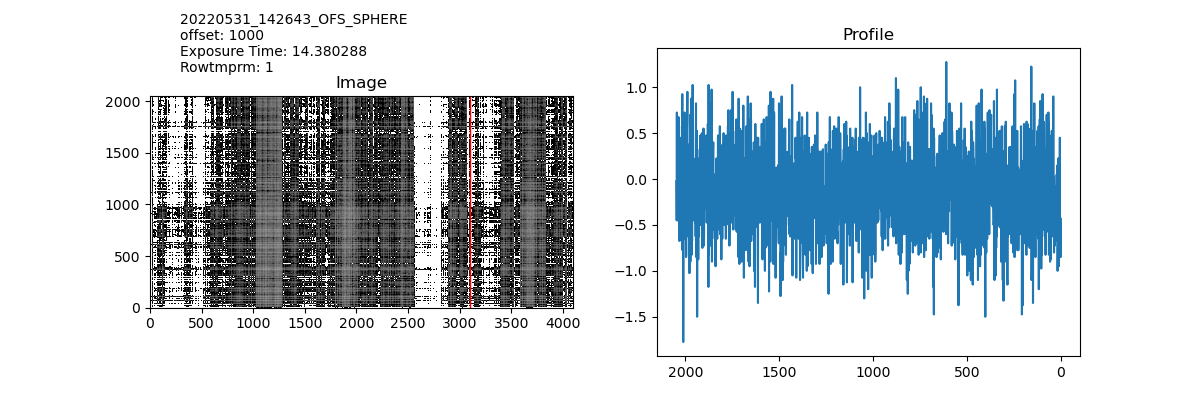 20220531_142643_OFS_SPHERE
offset: 1000
Exposure Time: 14.380288
Rowtmprm: 1
Image
2000
1500
1000
500
0
0 500 1000 1500 2000 2500 3000 3500 4000
Profile
1.0
0.5
0.0
−0.5
−1.0
−1.5
2000 1500 1000 500 0